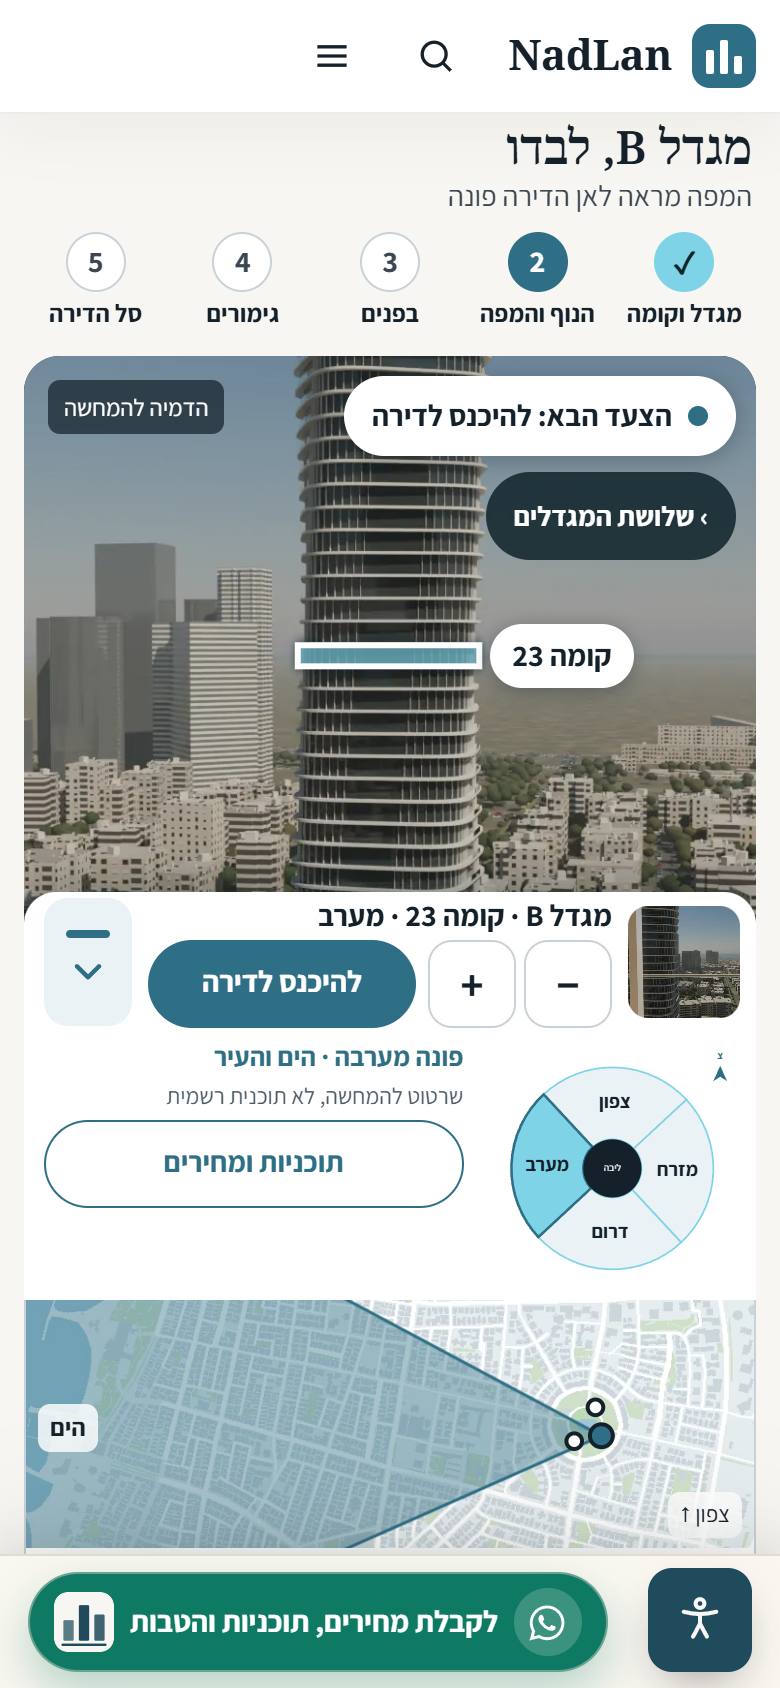 NadLan
מגדל B, לבדו
המפה מראה לאן הדירה פונה
✓ 2 3 4 5
מגדל וקומה הנוף והמפה בפנים גימורים סל הדירה
הצעד הבא: להיכנס לדירה
הדמיה להמחשה
‹ שלושת המגדלים
קומה 23
מגדל B · קומה 23 · מערב
− + להיכנס לדירה
פונה מערבה · הים והעיר
שרטוט להמחשה, לא תוכנית רשמית
תוכניות ומחירים
צ
צפון
מזרח
ליבה
מערב
דרום
הים
צפון ↑
לקבלת מחירים, תוכניות והטבות